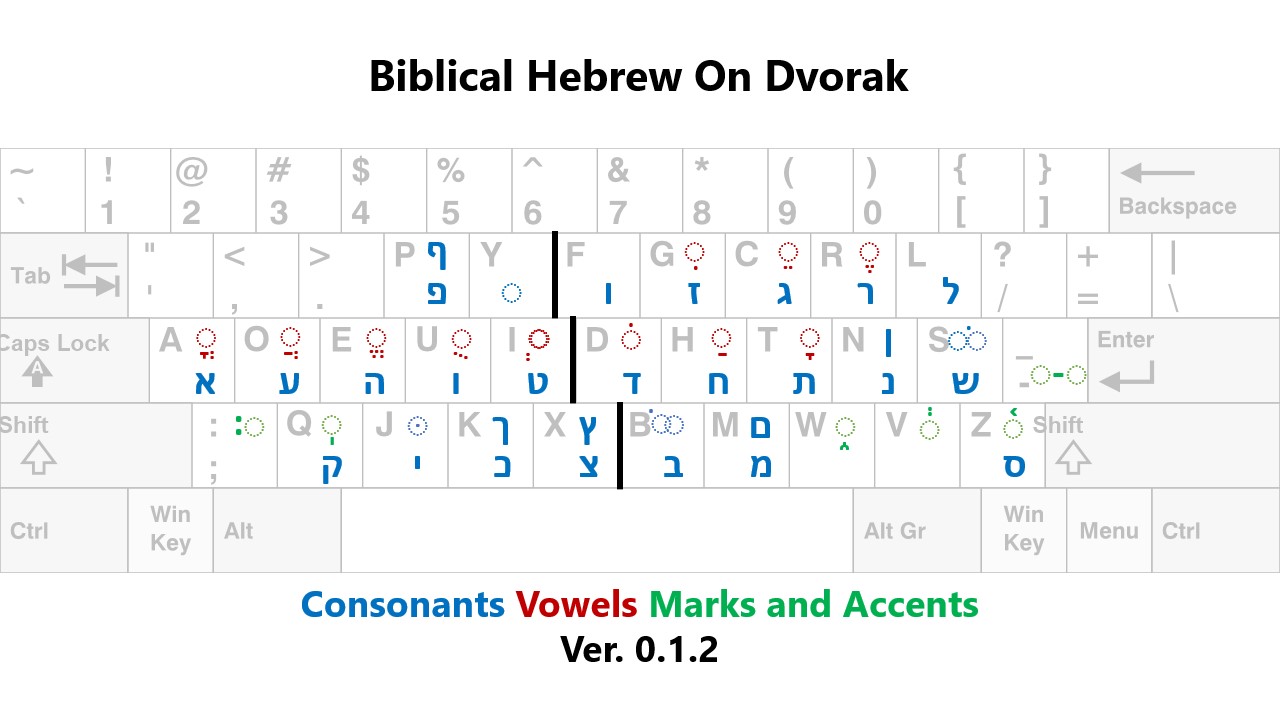 Biblical Hebrew On Dvorak
~ ! @ # $ % ^ & * ( ) { }
` 1 2 3 4 5 6 7 8 9 0 [ ] Backspace
" < > P ף Y F G ◌ִ C ◌ֵ R ◌ֶ L ? + |
Tab ' , . פ ◌ ו ז ג ר ל / = \
Caps Lock A ◌ֳ O ◌ֲ E ◌ֱ U ◌ֻ I ◌ְ D ◌ֹ H ◌ַ T ◌ָ N ן S ◌ׂ◌ׁ _ Enter
א ע ה ו ט ד ח ת נ ש - ◌־◌
Shift : ◌׃ Q ◌ֽ J ◌ּ K ך X ץ B M ם W ◌֑ V ◌֔ Z Shift
; ק י כ צ ב מ ס
Ctrl Win Key Alt Alt Gr Win Key Menu Ctrl
Consonants Vowels Marks and Accents
Ver. 0.1.2